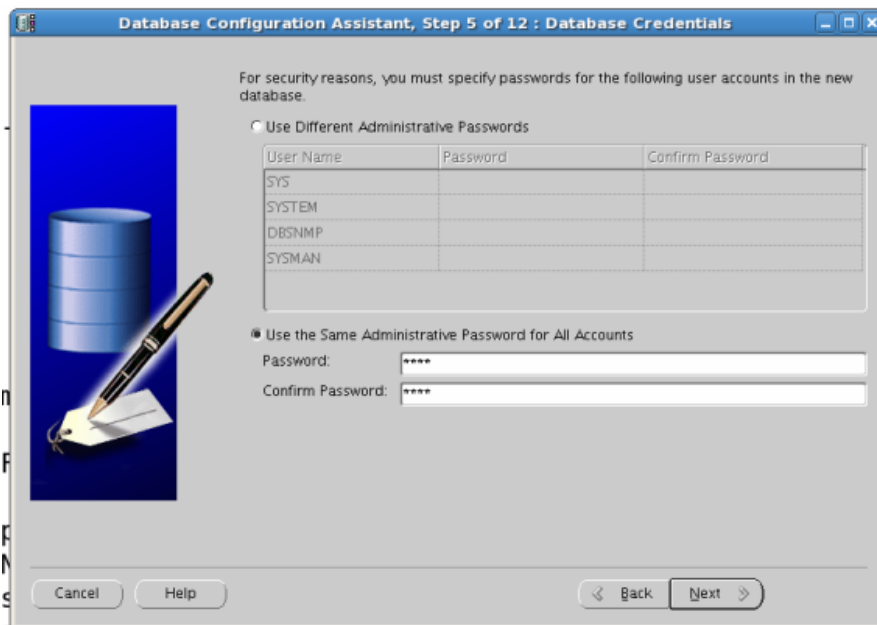 Database Configuration Assistant, Step 5 of 12 : Database Credentials
For security reasons, you must specify passwords for the following user accounts in the new
database.
Use Different Administrative Passwords
User Name Password Confirm Password
SYS
SYSTEM
DBSNMP
SYSMAN
Use the Same Administrative Password for All Accounts
Password: ****
Confirm Password: ****
Cancel Help Back Next